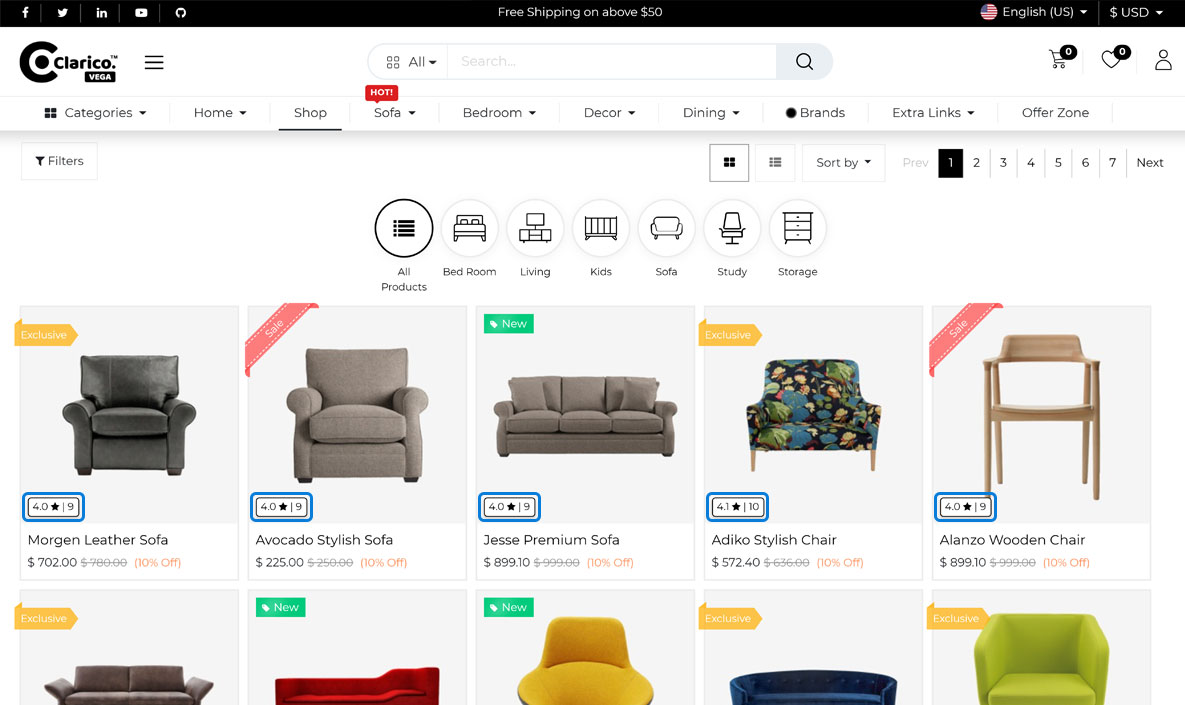 Free Shipping on above $50
English (US)
$ USD
Clarico.™
VEGA
All
Search...
0
0
HOT!
Categories
Home
Shop
Sofa
Bedroom
Decor
Dining
Brands
Extra Links
Offer Zone
Filters
Sort by
Prev
1
2
3
4
5
6
7
Next
All
Products
Bed Room
Living
Kids
Sofa
Study
Storage
Exclusive
Sale
New
Exclusive
Sale
4.0 ★ | 9
4.0 ★ | 9
4.0 ★ | 9
4.1 ★ | 10
4.0 ★ | 9
Morgen Leather Sofa
$ 702.00 $ 780.00 (10% Off)
Avocado Stylish Sofa
$ 225.00 $ 250.00 (10% Off)
Jesse Premium Sofa
$ 899.10 $ 999.00 (10% Off)
Adiko Stylish Chair
$ 572.40 $ 636.00 (10% Off)
Alanzo Wooden Chair
$ 899.10 $ 999.00 (10% Off)
Exclusive
New
New
Exclusive
Exclusive